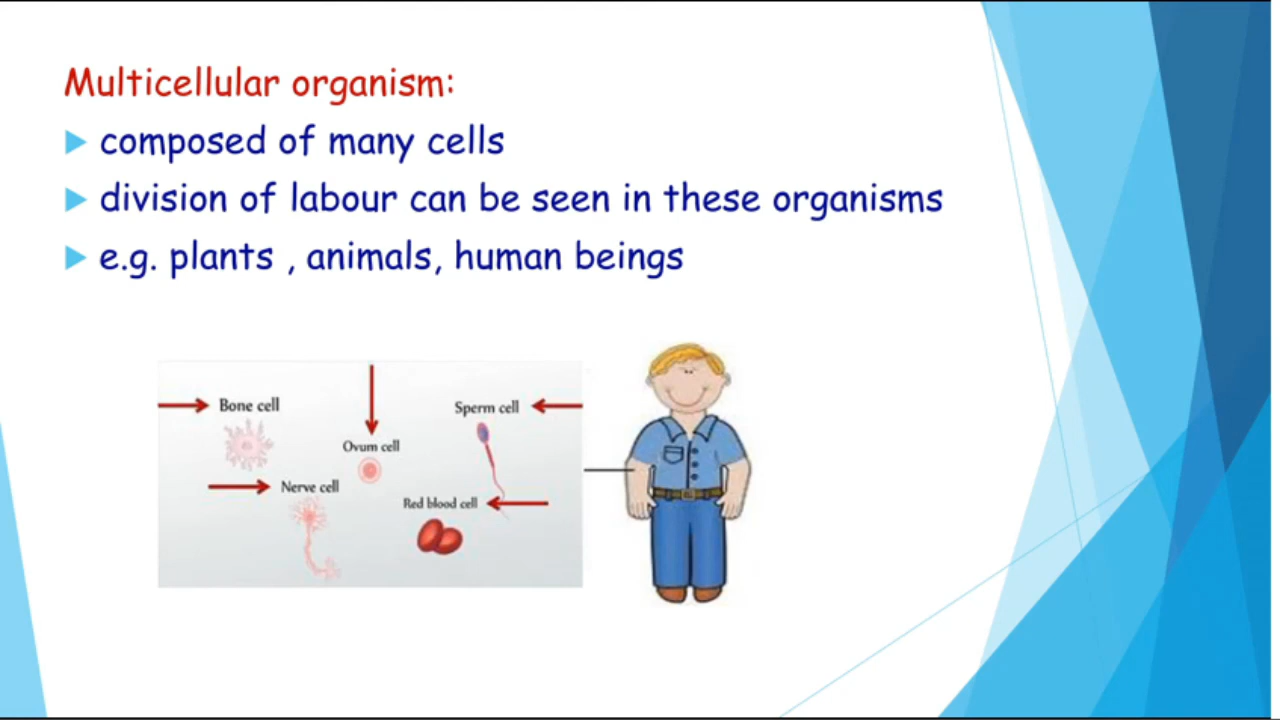 Multicellular organism:
composed of many cells
division of labour can be seen in these organisms
e.g. plants , animals, human beings
Bone cell
Sperm cell
Ovum cell
Nerve cell
Red blood cell